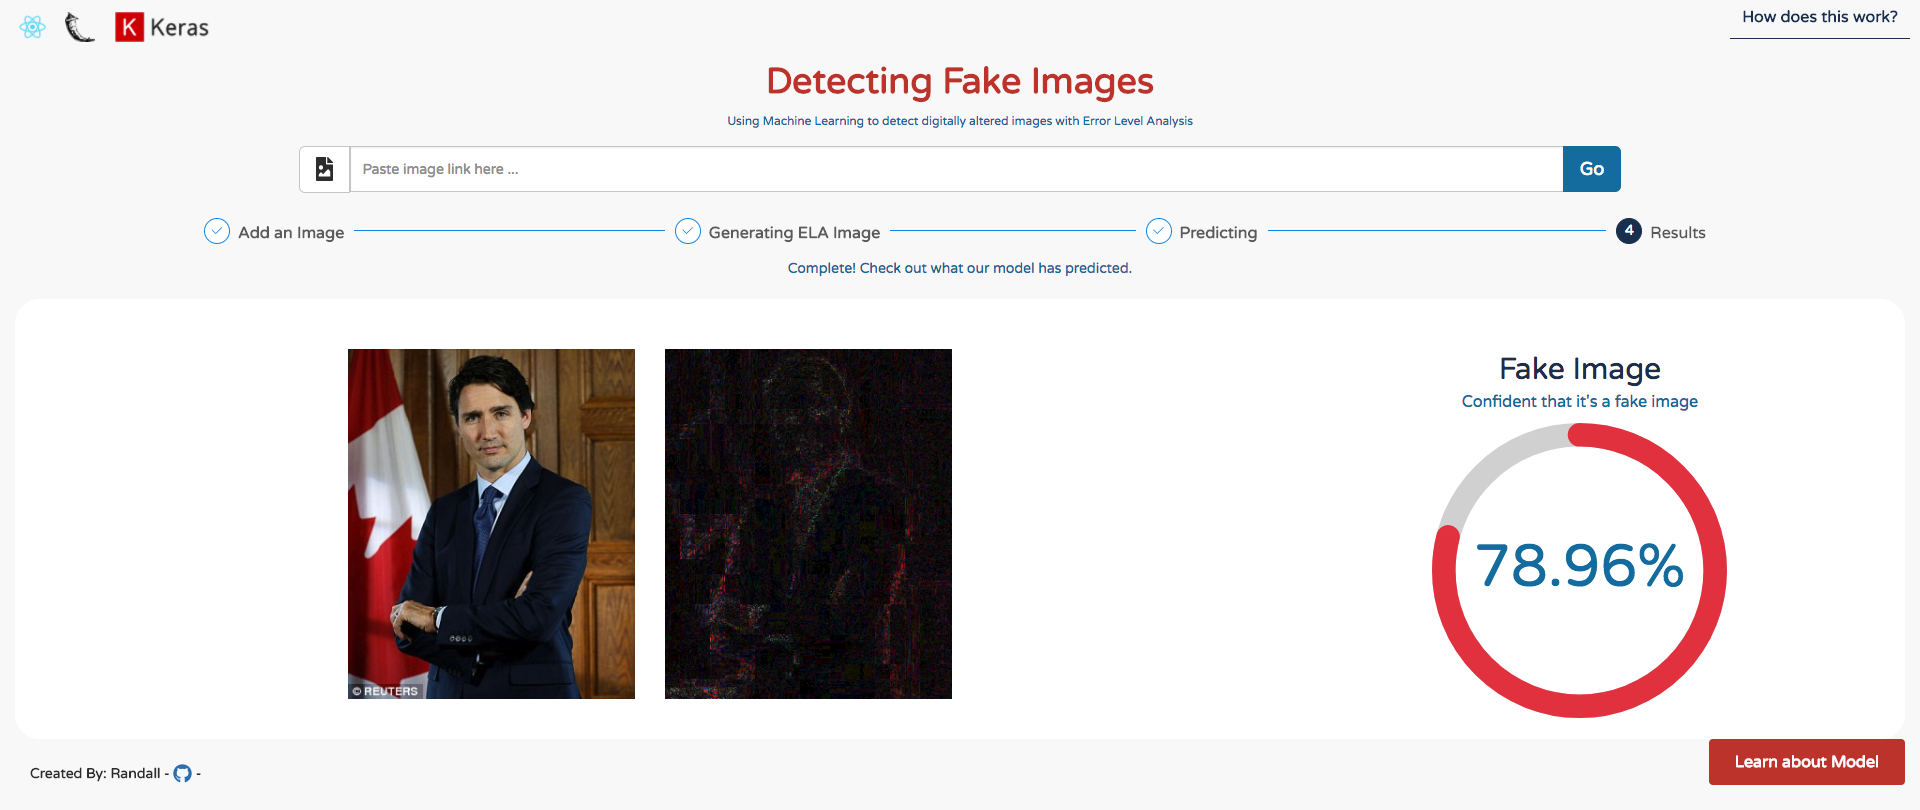 K Keras
How does this work?
Detecting Fake Images
Using Machine Learning to detect digitally altered images with Error Level Analysis
Paste image link here ...
Go
Add an Image
Generating ELA Image
Predicting
4 Results
Complete! Check out what our model has predicted.
© REUTERS
Fake Image
Confident that it's a fake image
78.96%
Created By: Randall - -
Learn about Model